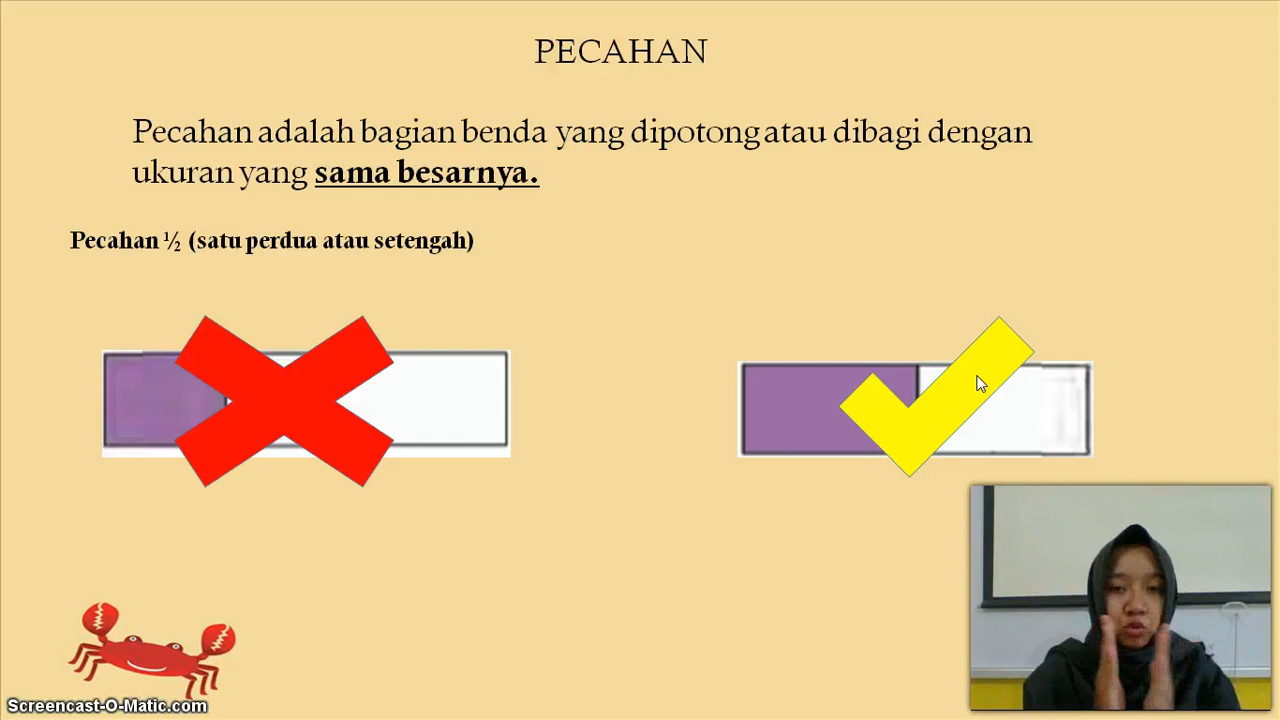 PECAHAN
Pecahan adalah bagian benda yang dipotong atau dibagi dengan
ukuran yang sama besarnya.
Pecahan ½ (satu perdua atau setengah)
Screencast-O-Matic.com